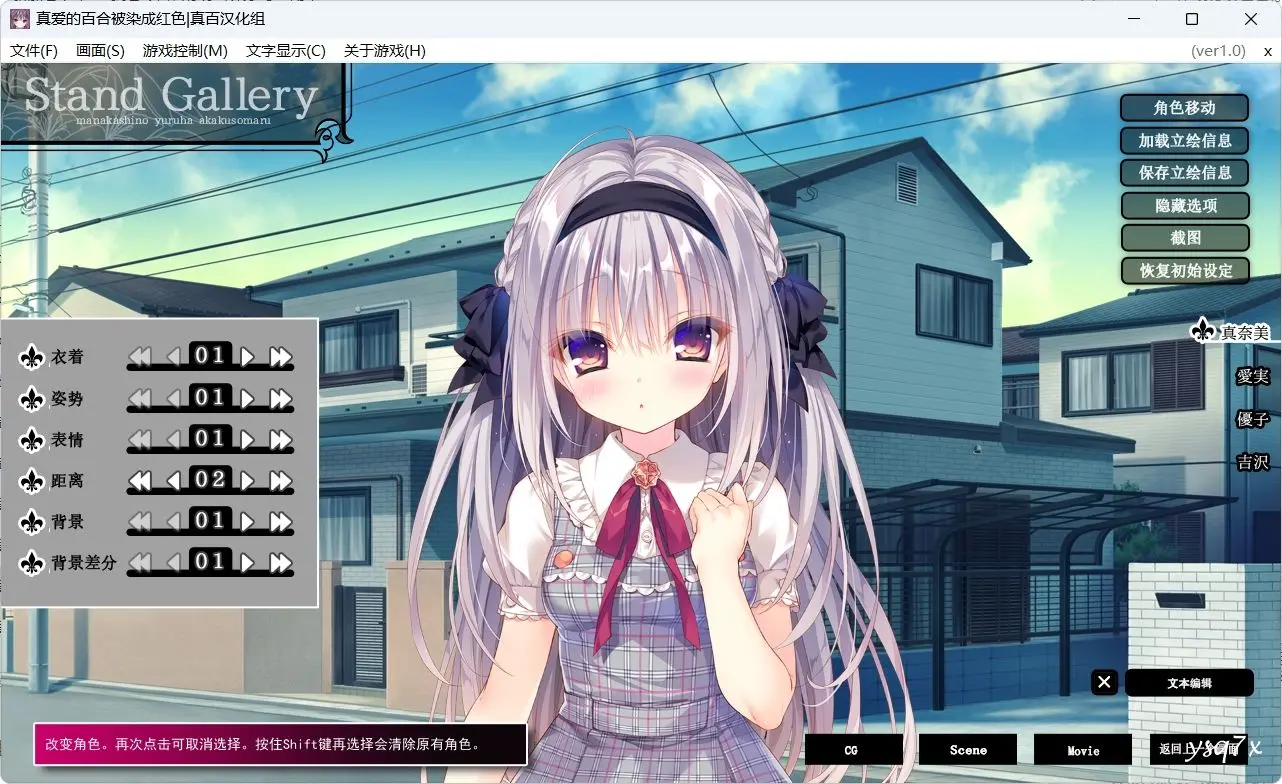 真爱的百合被染成红色|真百汉化组
文件(F) 画面(S) 游戏控制(M) 文字显示(C) 关于游戏(H) (ver1.0) x
Stand Gallery
manakashino yuruha akakusomaru
角色移动
加载立绘信息
保存立绘信息
隐藏选项
截图
恢复初始设定
真奈美
愛実
優子
吉沢
衣着 01
姿势 01
表情 01
距离 02
背景 01
背景差分 01
文本编辑
改变角色。再次点击可取消选择。按住Shift键再选择会清除原有角色。
CG Scene Movie 返回上
ysq7x